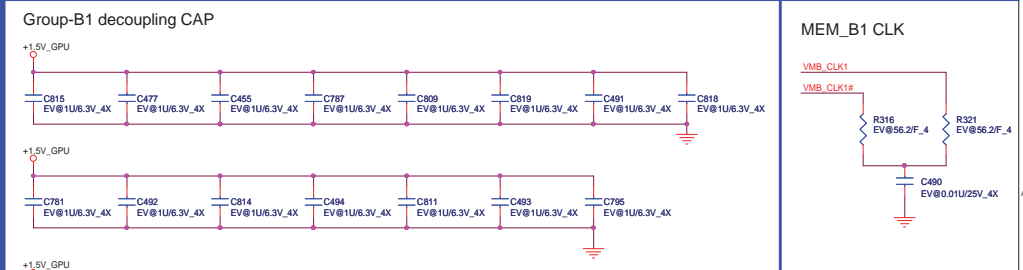 Group-B1 decoupling CAP
+1.5V_GPU
C815
EV@1U/6.3V_4X
C477
EV@1U/6.3V_4X
C455
EV@1U/6.3V_4X
C787
EV@1U/6.3V_4X
C809
EV@1U/6.3V_4X
C819
EV@1U/6.3V_4X
C491
EV@1U/6.3V_4X
C818
EV@1U/6.3V_4X
+1.5V_GPU
C781
EV@1U/6.3V_4X
C492
EV@1U/6.3V_4X
C814
EV@1U/6.3V_4X
C494
EV@1U/6.3V_4X
C811
EV@1U/6.3V_4X
C493
EV@1U/6.3V_4X
C795
EV@1U/6.3V_4X
+1.5V_GPU
MEM_B1 CLK
VMB_CLK1
VMB_CLK1#
R316
EV@56.2/F_4
R321
EV@56.2/F_4
C490
EV@0.01U/25V_4X